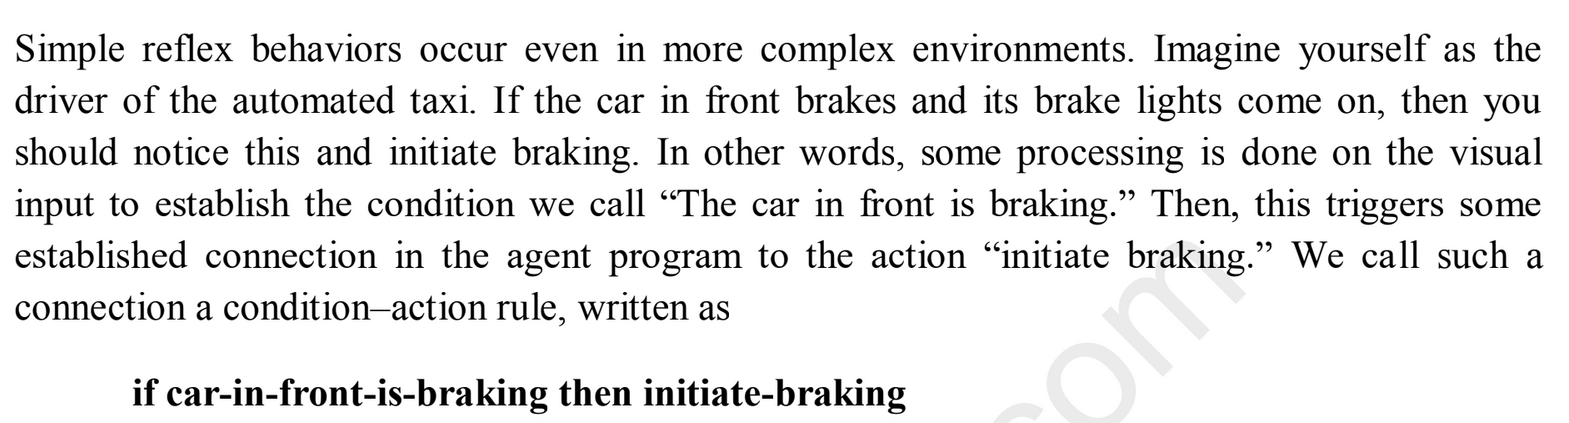 Simple reflex behaviors occur even in more complex environments. Imagine yourself as the
driver of the automated taxi. If the car in front brakes and its brake lights come on, then you
should notice this and initiate braking. In other words, some processing is done on the visual
input to establish the condition we call “The car in front is braking.” Then, this triggers some
established connection in the agent program to the action “initiate braking.” We call such a
connection a condition–action rule, written as
if car-in-front-is-braking then initiate-braking
com